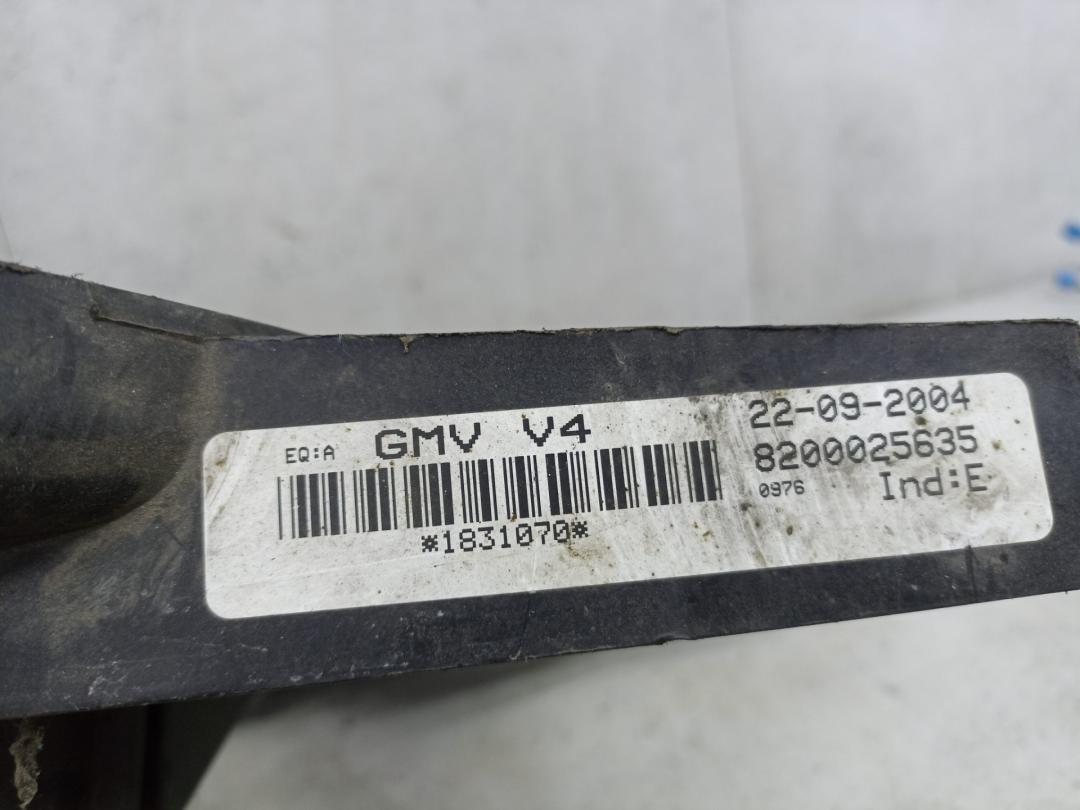 EQ:A GMV V4
*1831070*
22-09-2004
8200025635
0976 Ind:E